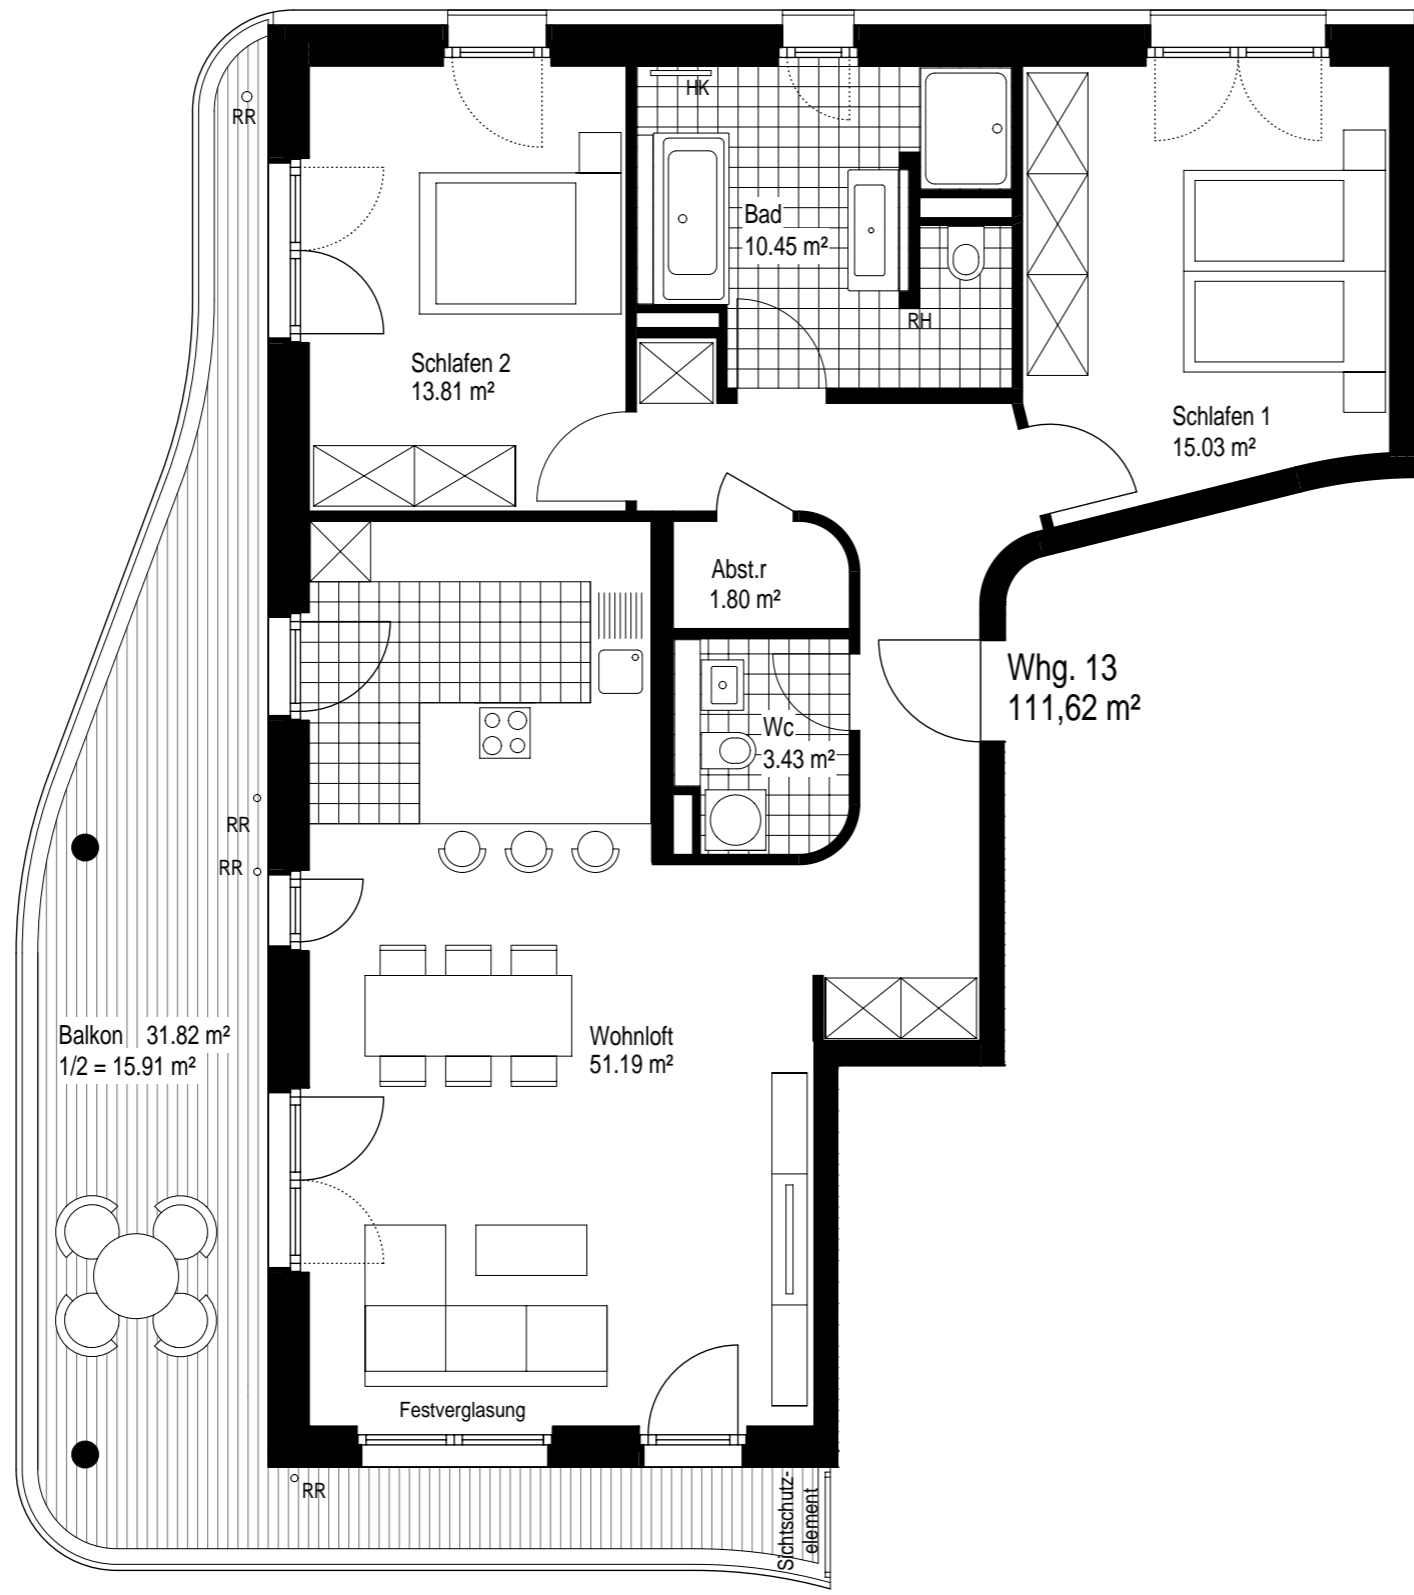 HK
RR
Bad
10.45 m²
RH
Schlafen 2
13.81 m²
Schlafen 1
15.03 m²
Abst.r
1.80 m²
Whg. 13
111,62 m²
Wc
3.43 m²
RR
RR
Balkon 31.82 m²
1/2 = 15.91 m²
Wohnloft
51.19 m²
Festverglasung
RR
Sichtschutz-
element